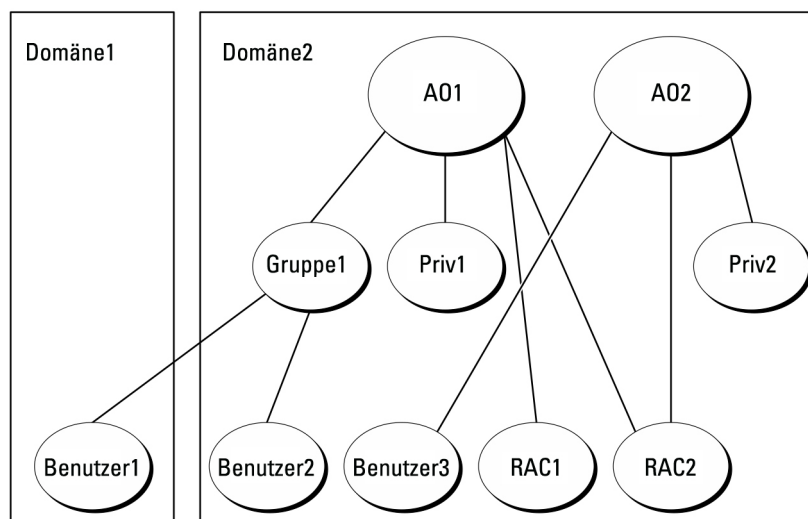 Domäne1
Domäne2
AO1
AO2
Gruppe1
Priv1
Priv2
Benutzer1
Benutzer2
Benutzer3
RAC1
RAC2